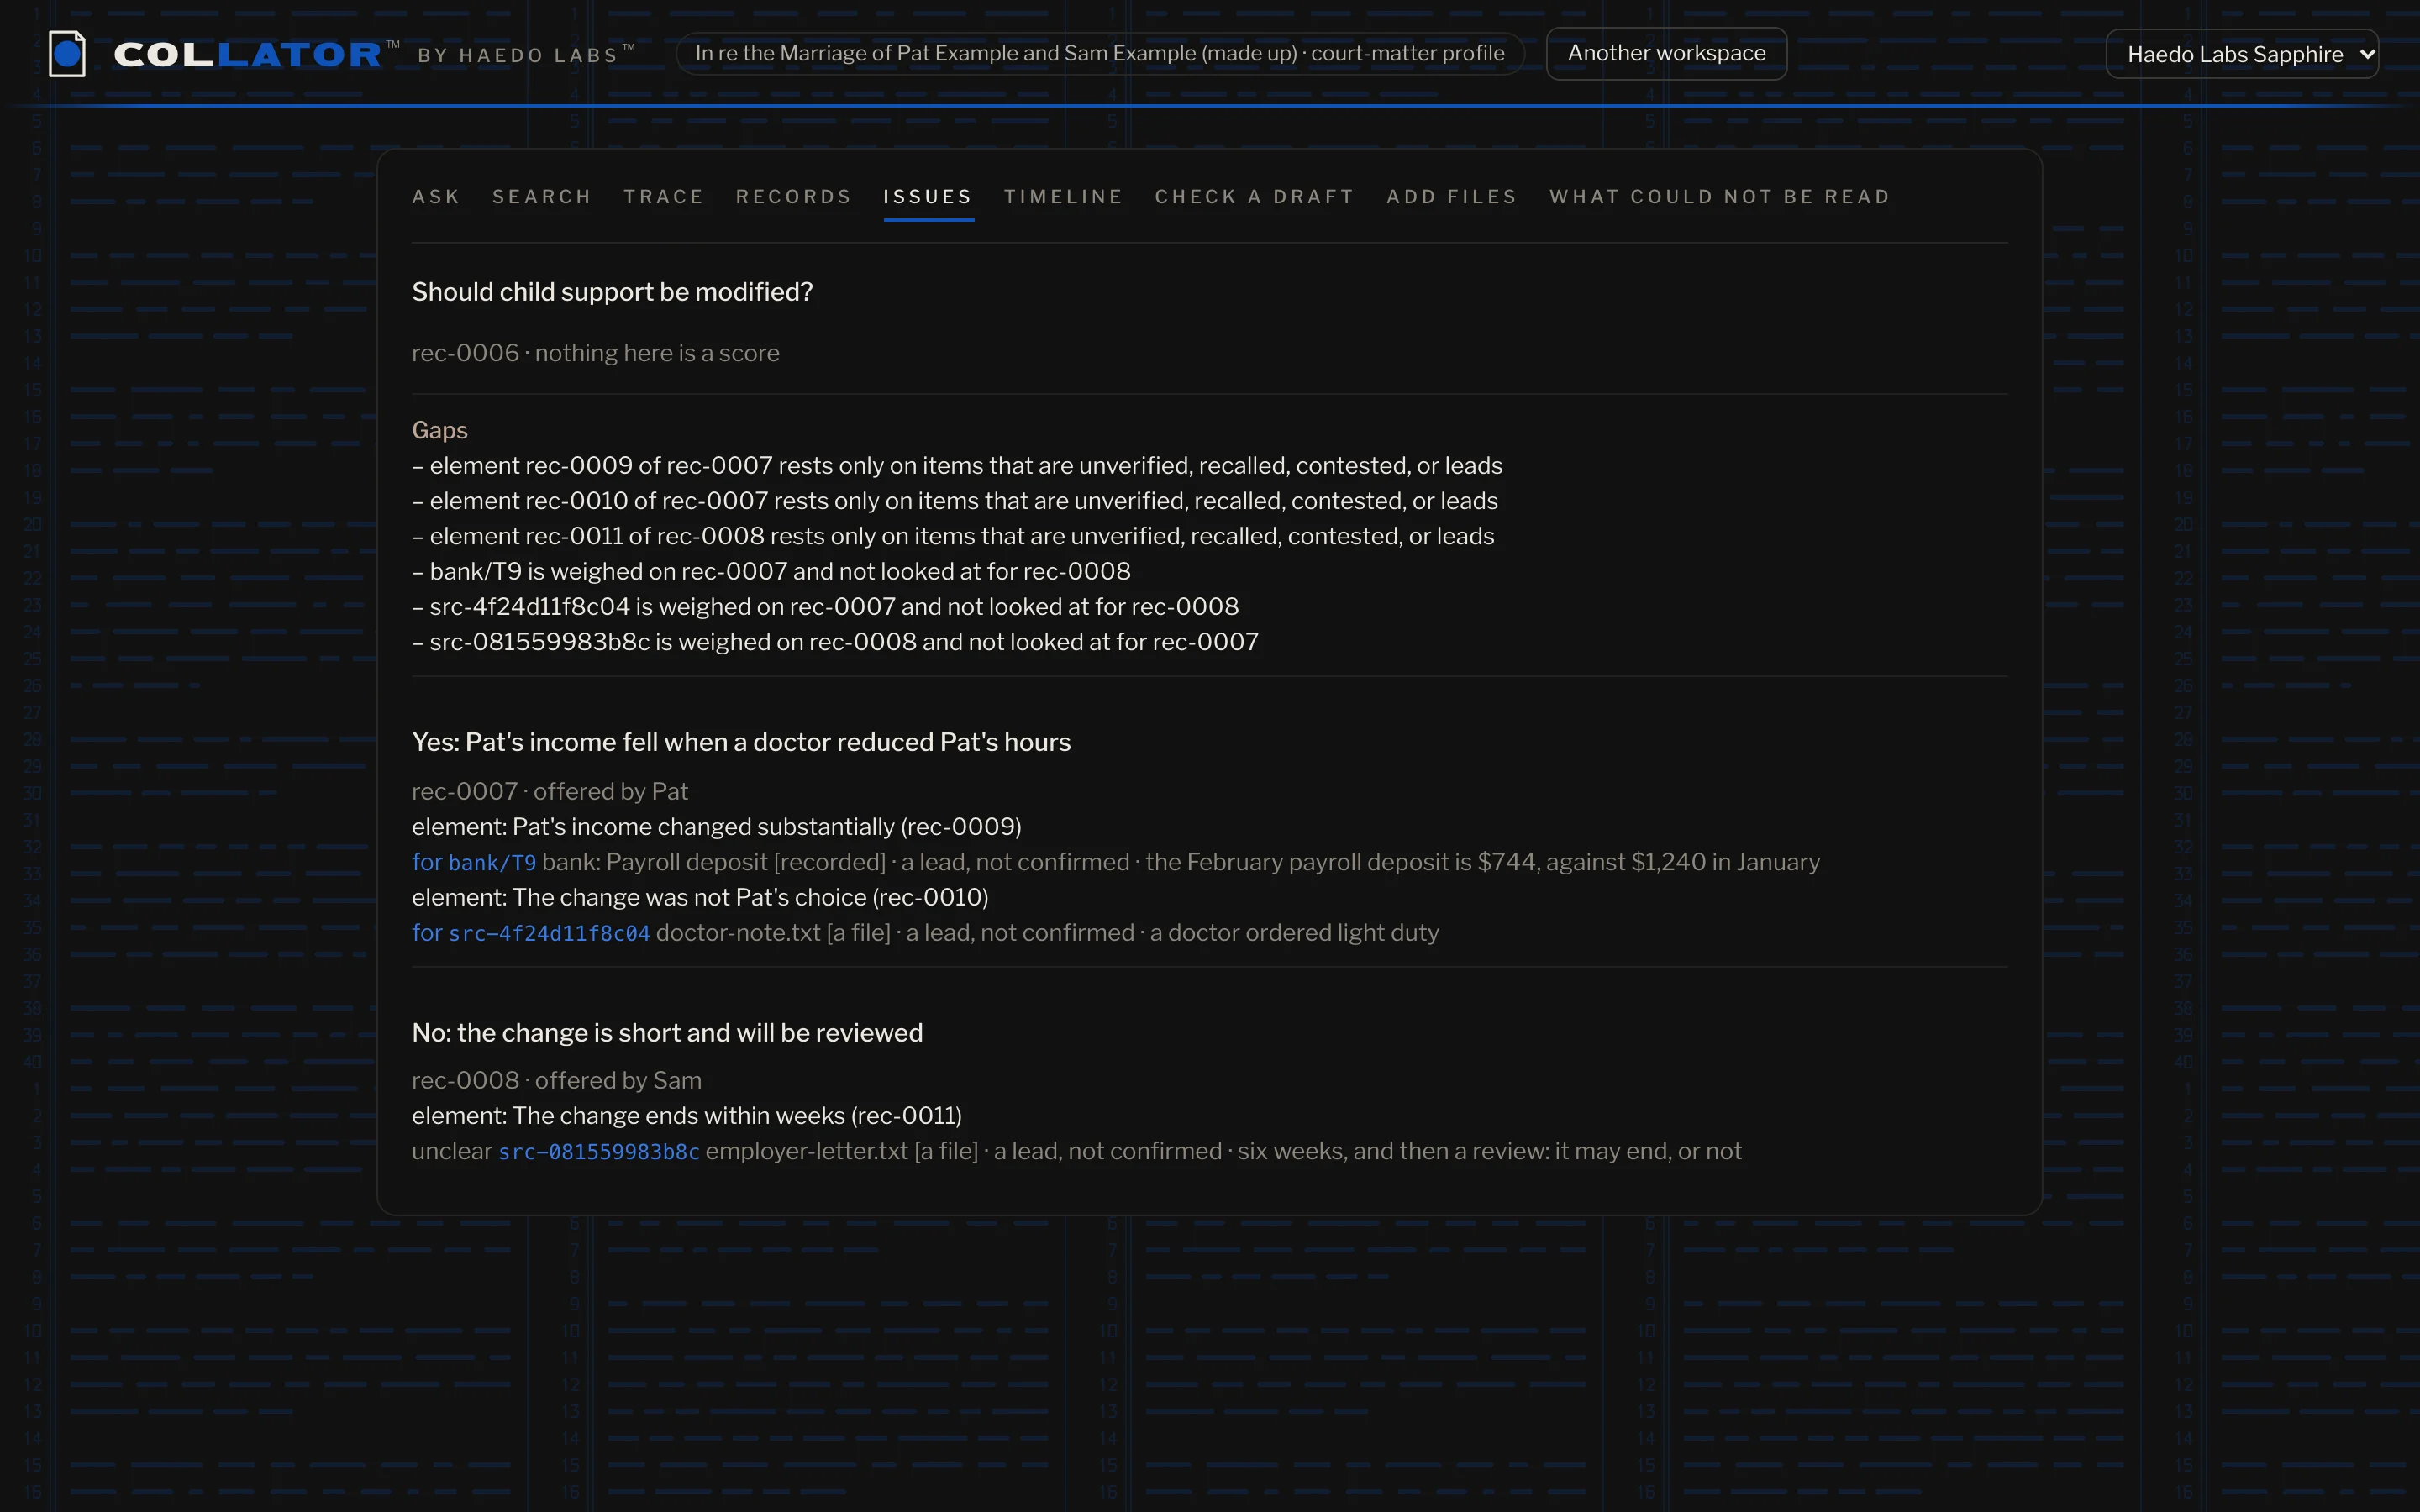 COLLATOR™ BY HAEDO LABS™
In re the Marriage of Pat Example and Sam Example (made up) · court-matter profile
Another workspace
Haedo Labs Sapphire
ASK SEARCH TRACE RECORDS ISSUES TIMELINE CHECK A DRAFT ADD FILES WHAT COULD NOT BE READ
Should child support be modified?
rec-0006 · nothing here is a score
Gaps
– element rec-0009 of rec-0007 rests only on items that are unverified, recalled, contested, or leads
– element rec-0010 of rec-0007 rests only on items that are unverified, recalled, contested, or leads
– element rec-0011 of rec-0008 rests only on items that are unverified, recalled, contested, or leads
– bank/T9 is weighed on rec-0007 and not looked at for rec-0008
– src-4f24d11f8c04 is weighed on rec-0007 and not looked at for rec-0008
– src-081559983b8c is weighed on rec-0008 and not looked at for rec-0007
Yes: Pat's income fell when a doctor reduced Pat's hours
rec-0007 · offered by Pat
element: Pat's income changed substantially (rec-0009)
for bank/T9 bank: Payroll deposit [recorded] · a lead, not confirmed · the February payroll deposit is $744, against $1,240 in January
element: The change was not Pat's choice (rec-0010)
for src-4f24d11f8c04 doctor-note.txt [a file] · a lead, not confirmed · a doctor ordered light duty
No: the change is short and will be reviewed
rec-0008 · offered by Sam
element: The change ends within weeks (rec-0011)
unclear src-081559983b8c employer-letter.txt [a file] · a lead, not confirmed · six weeks, and then a review: it may end, or not